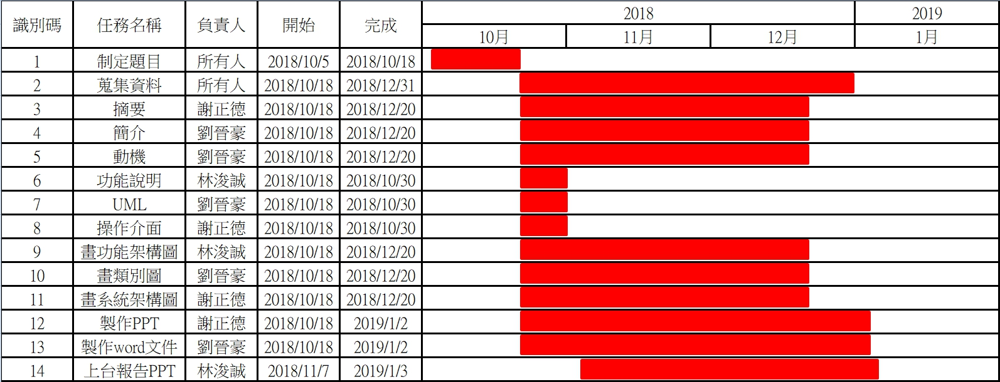 識別碼 任務名稱 負責人 開始 完成 2018 2019
10月 11月 12月 1月
1 制定題目 所有人 2018/10/5 2018/10/18
2 蒐集資料 所有人 2018/10/18 2018/12/31
3 摘要 謝正德 2018/10/18 2018/12/20
4 簡介 劉晉豪 2018/10/18 2018/12/20
5 動機 劉晉豪 2018/10/18 2018/12/20
6 功能說明 林浚誠 2018/10/18 2018/10/30
7 UML 劉晉豪 2018/10/18 2018/10/30
8 操作介面 謝正德 2018/10/18 2018/10/30
9 畫功能架構圖 林浚誠 2018/10/18 2018/12/20
10 畫類別圖 劉晉豪 2018/10/18 2018/12/20
11 畫系統架構圖 謝正德 2018/10/18 2018/12/20
12 製作PPT 謝正德 2018/10/18 2019/1/2
13 製作word文件 劉晉豪 2018/10/18 2019/1/2
14 上台報告PPT 林浚誠 2018/11/7 2019/1/3